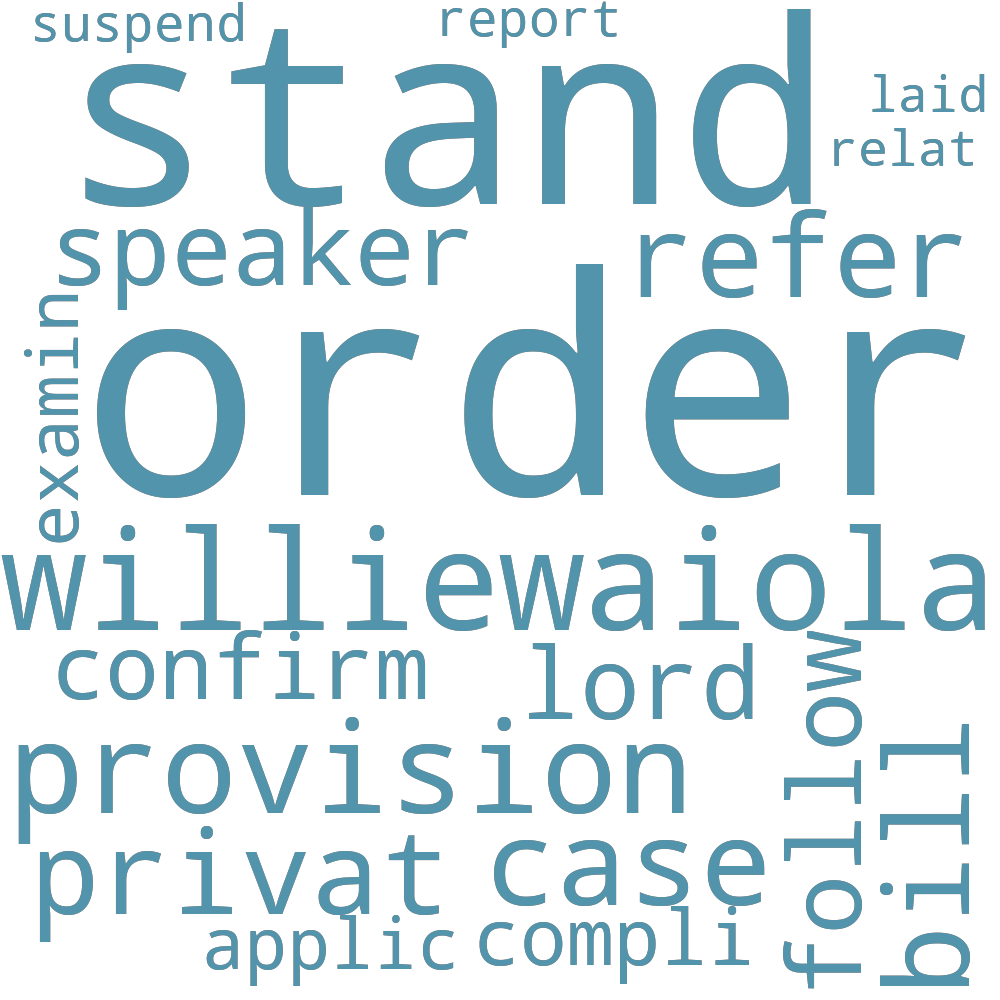 suspend
report
stand
laid
relat
speaker
refer
examin
order
williewaiola
confirm
lord
follow
provision
bill
privat
case
applic
compli